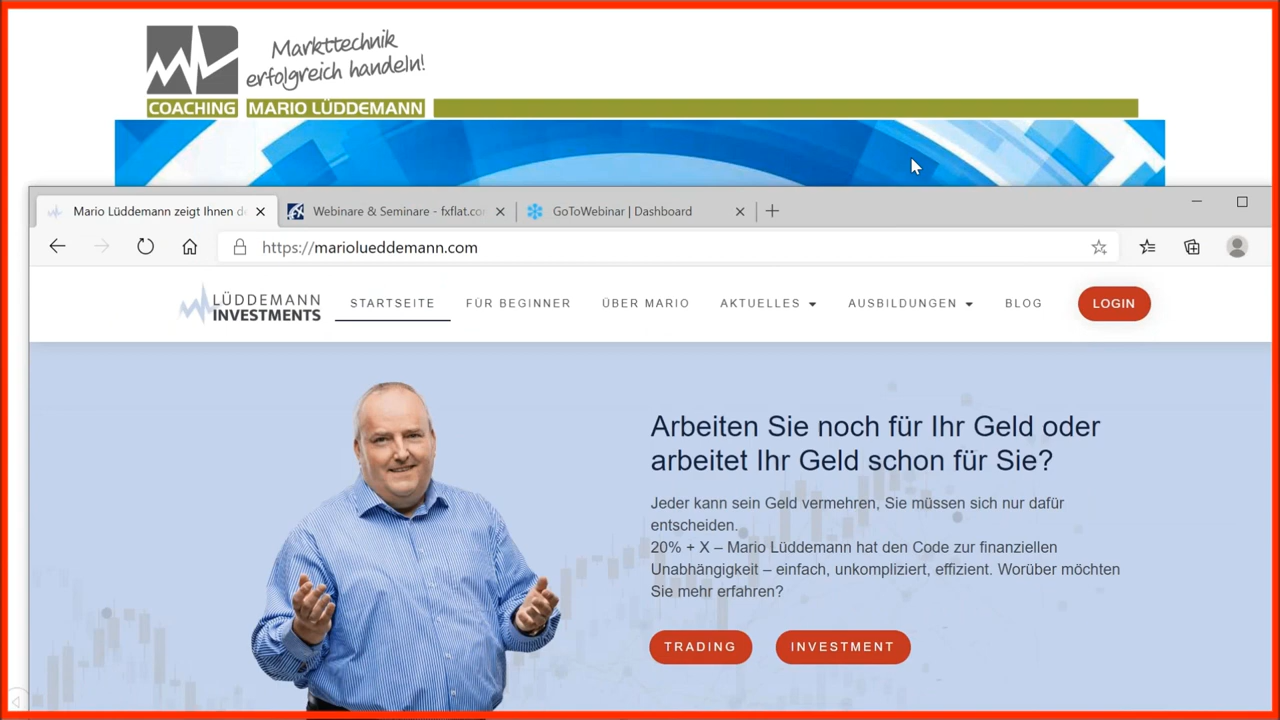 Markttechnik
erfolgreich handeln!
COACHING MARIO LÜDDEMANN
Mario Lüddemann zeigt Ihnen d
Webinare & Seminare - fxflat.co
GoToWebinar | Dashboard
https://mariolueddemann.com
LÜDDEMANN
INVESTMENTS
STARTSEITE
FÜR BEGINNER
ÜBER MARIO
AKTUELLES
AUSBILDUNGEN
BLOG
LOGIN
Arbeiten Sie noch für Ihr Geld oder
arbeitet Ihr Geld schon für Sie?
Jeder kann sein Geld vermehren, Sie müssen sich nur dafür
entscheiden.
20% + X – Mario Lüddemann hat den Code zur finanziellen
Unabhängigkeit – einfach, unkompliziert, effizient. Worüber möchten
Sie mehr erfahren?
TRADING
INVESTMENT